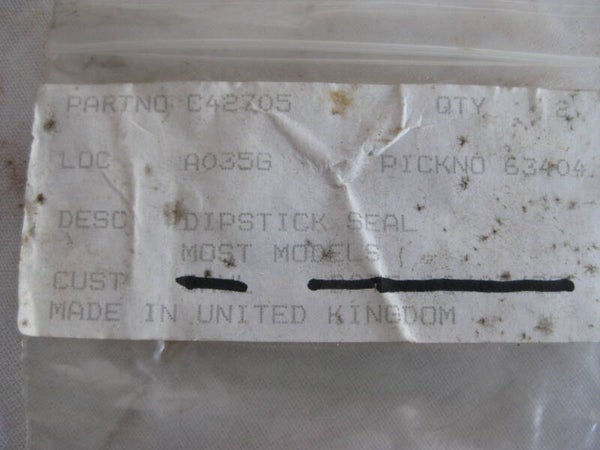 PARTNO C42705 QTY 2
LOC A035G PICKNO 63404
DESC DIPSTICK SEAL
MOST MODELS
CUST
MADE IN UNITED KINGDOM